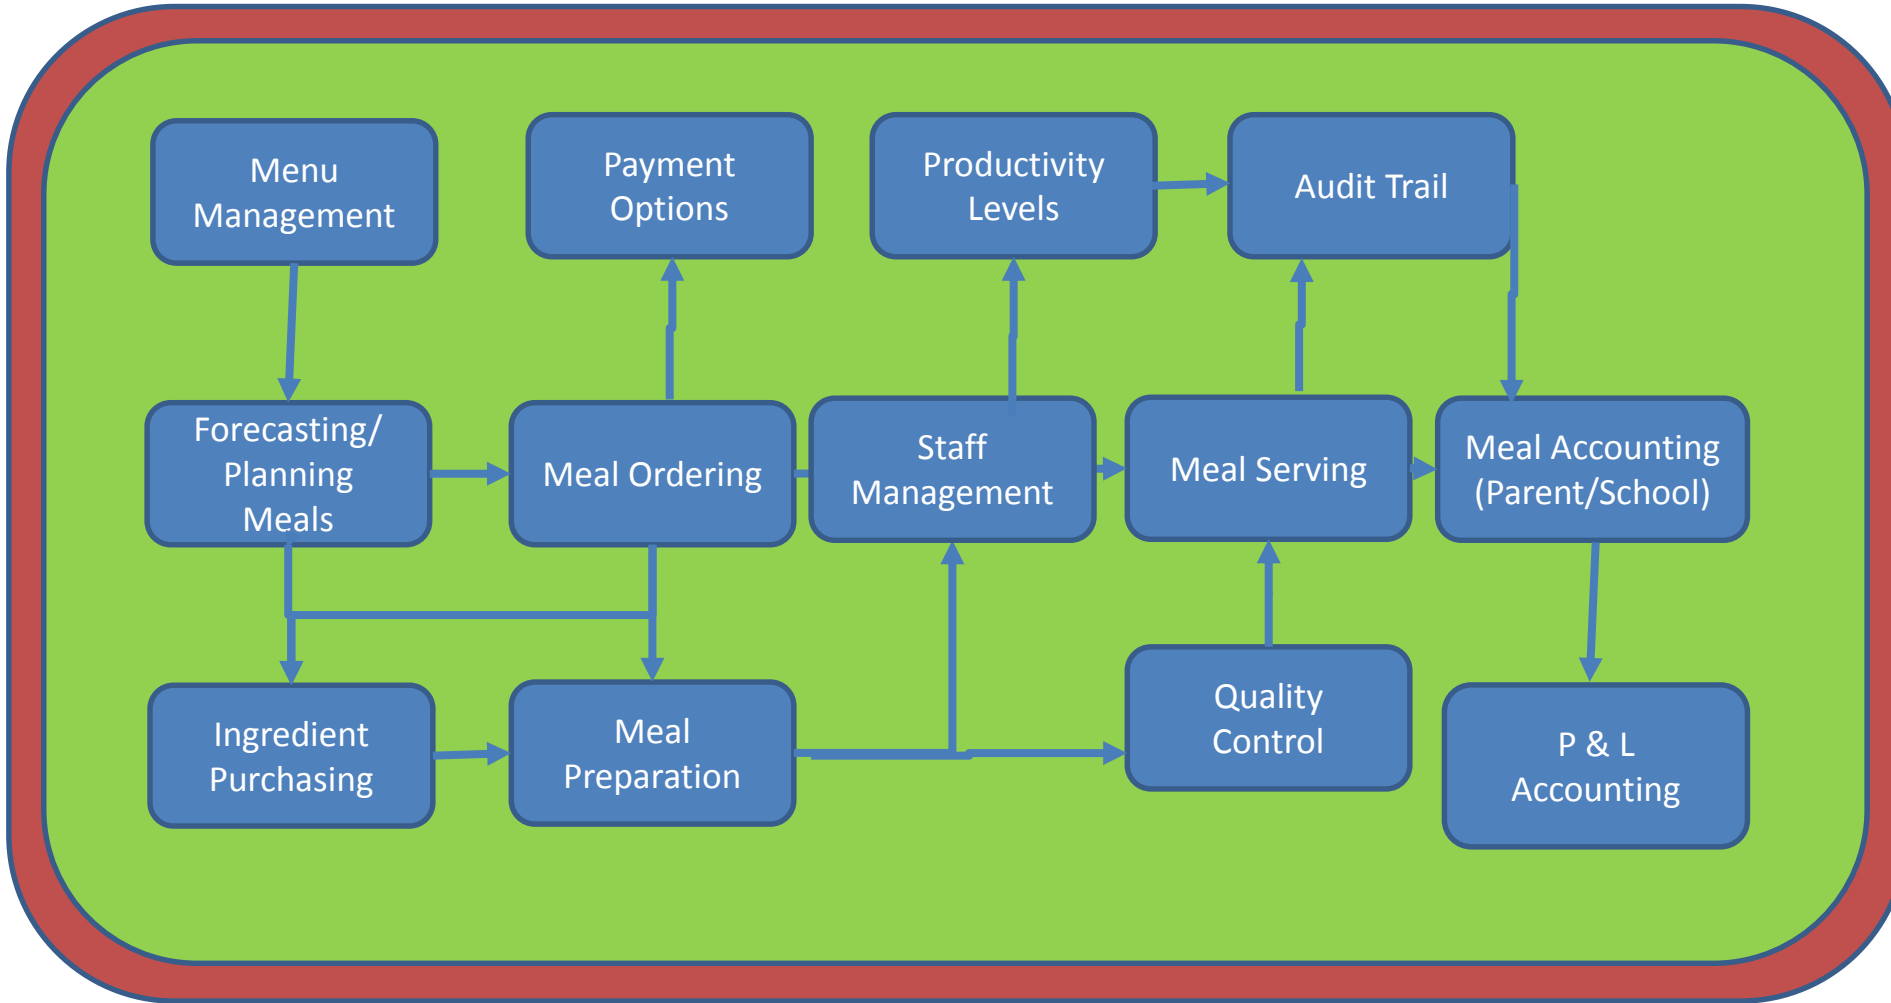 Menu
Management
Payment
Options
Productivity
Levels
Audit Trail
Forecasting/
Planning
Meals
Meal Ordering
Staff
Management
Meal Serving
Meal Accounting
(Parent/School)
Ingredient
Purchasing
Meal
Preparation
Quality
Control
P & L
Accounting